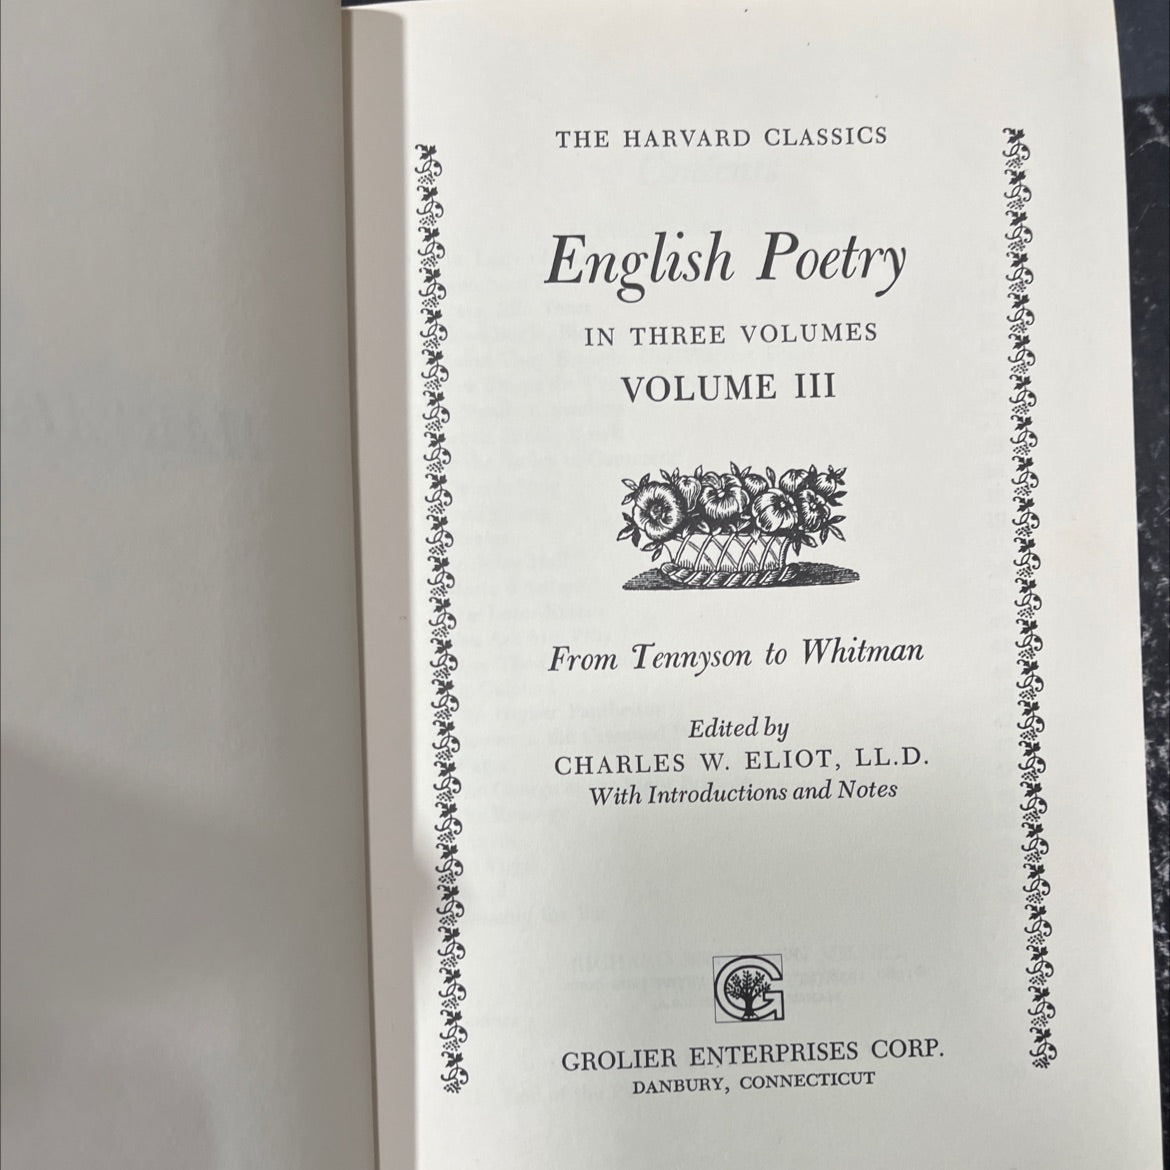 THE HARVARD CLASSICS
English Poetry
IN THREE VOLUMES
VOLUME III
From Tennyson to Whitman
Edited by
CHARLES W. ELIOT, LL.D.
With Introductions and Notes
G
GROLIER ENTERPRISES CORP.
DANBURY, CONNECTICUT